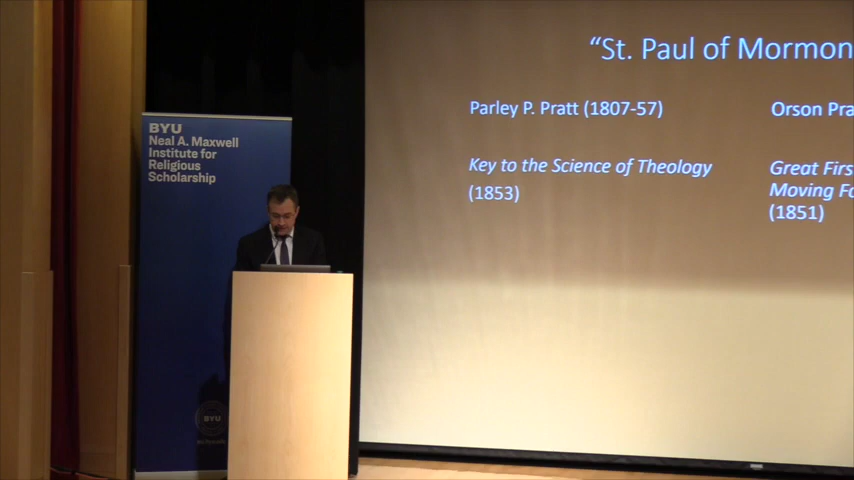 BYU
Neal A. Maxwell
Institute for
Religious
Scholarship
BYU
“St. Paul of Mormon
Parley P. Pratt (1807-57)
Key to the Science of Theology
(1853)
Orson Pra
Great Firs
Moving Fo
(1851)